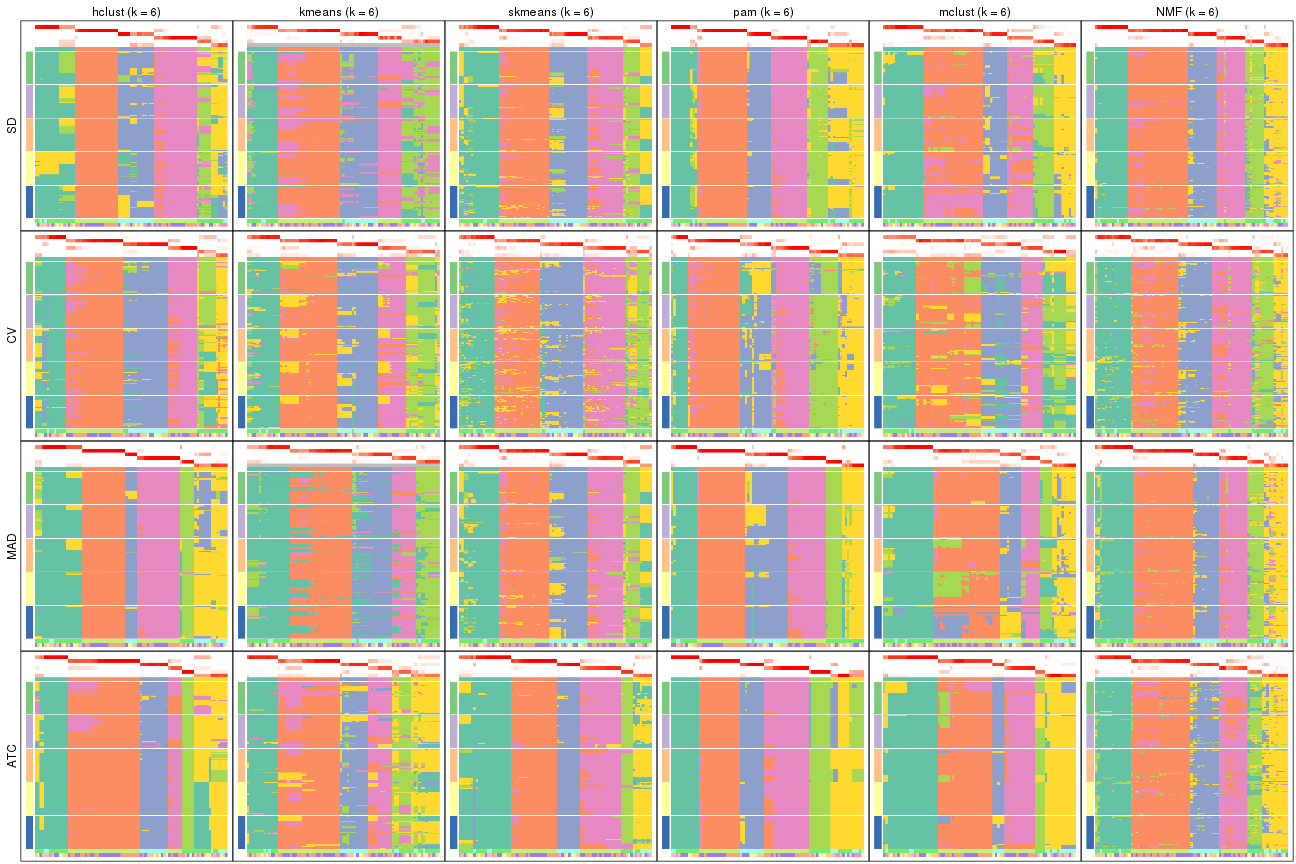 hclust (k = 6) kmeans (k = 6) skmeans (k = 6) pam (k = 6) mclust (k = 6) NMF (k = 6)
SD
CV
MAD
ATC